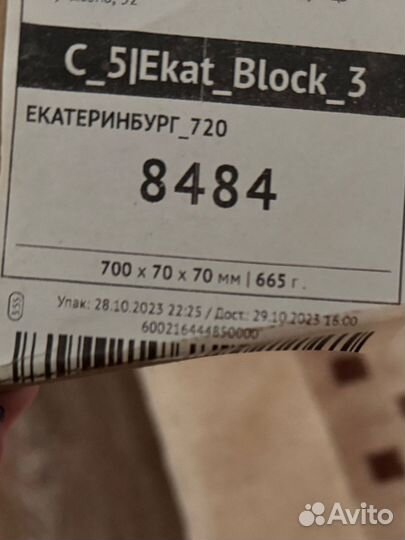 C_5|Ekat_Block_3
ЕКАТЕРИНБУРГ_720
8484
700 x 70 x 70 мм | 665 г.
Упак: 28.10.2023 22:25 / Дост: 29.10.2023 16:00
600216444850000
Avito